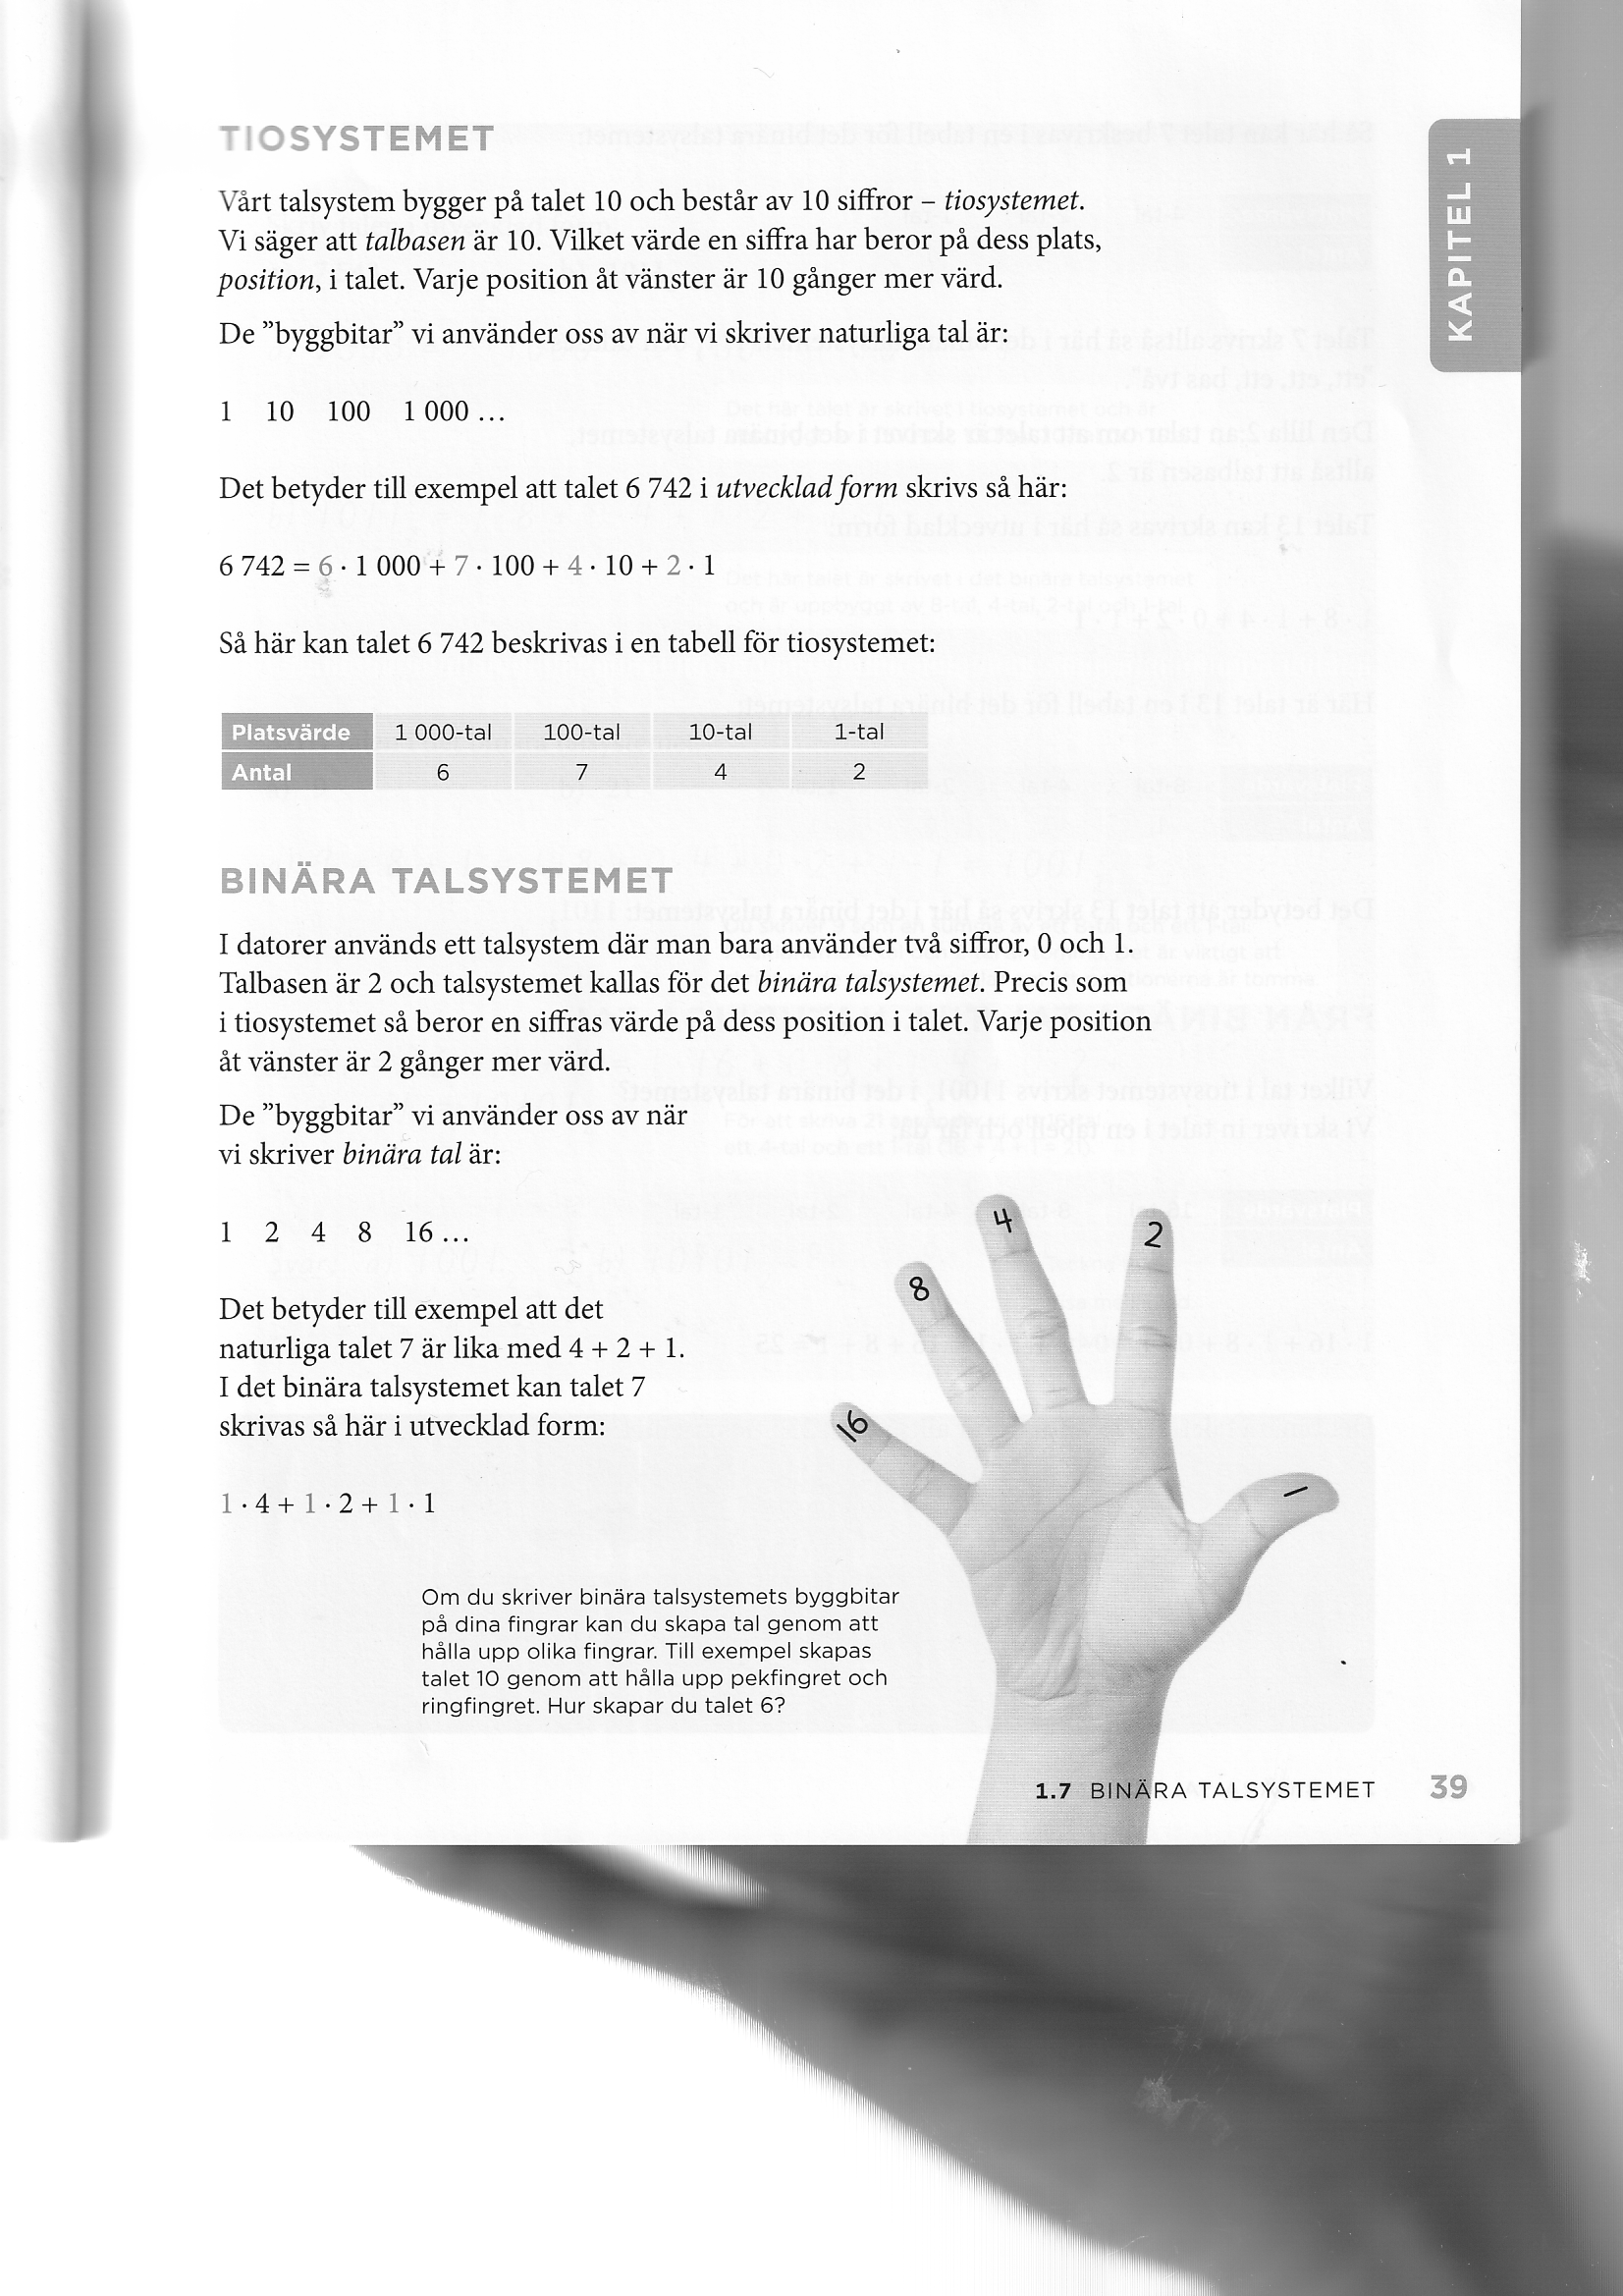 KAPITEL 1
TIOSYSTEMET
Vårt talsystem bygger på talet 10 och består av 10 siffror – tiosystemet.
Vi säger att talbasen är 10. Vilket värde en siffra har beror på dess plats,
position, i talet. Varje position åt vänster är 10 gånger mer värd.
De ”byggbitar” vi använder oss av när vi skriver naturliga tal är:
1 10 100 1 000 …
Det betyder till exempel att talet 6 742 i utvecklad form skrivs så här:
6 742 = 6 · 1 000 + 7 · 100 + 4 · 10 + 2 · 1
Så här kan talet 6 742 beskrivas i en tabell för tiosystemet:
Platsvärde 1 000-tal 100-tal 10-tal 1-tal
Antal 6 7 4 2
BINÄRA TALSYSTEMET
I datorer används ett talsystem där man bara använder två siffror, 0 och 1.
Talbasen är 2 och talsystemet kallas för det binära talsystemet. Precis som
i tiosystemet så beror en siffras värde på dess position i talet. Varje position
åt vänster är 2 gånger mer värd.
De ”byggbitar” vi använder oss av när
vi skriver binära tal är:
1 2 4 8 16 …
Det betyder till exempel att det
naturliga talet 7 är lika med 4 + 2 + 1.
I det binära talsystemet kan talet 7
skrivas så här i utvecklad form:
1 · 4 + 1 · 2 + 1 · 1
16
8
4
2
1
Om du skriver binära talsystemets byggbitar
på dina fingrar kan du skapa tal genom att
hålla upp olika fingrar. Till exempel skapas
talet 10 genom att hålla upp pekfingret och
ringfingret. Hur skapar du talet 6?
1.7 BINÄRA TALSYSTEMET 39